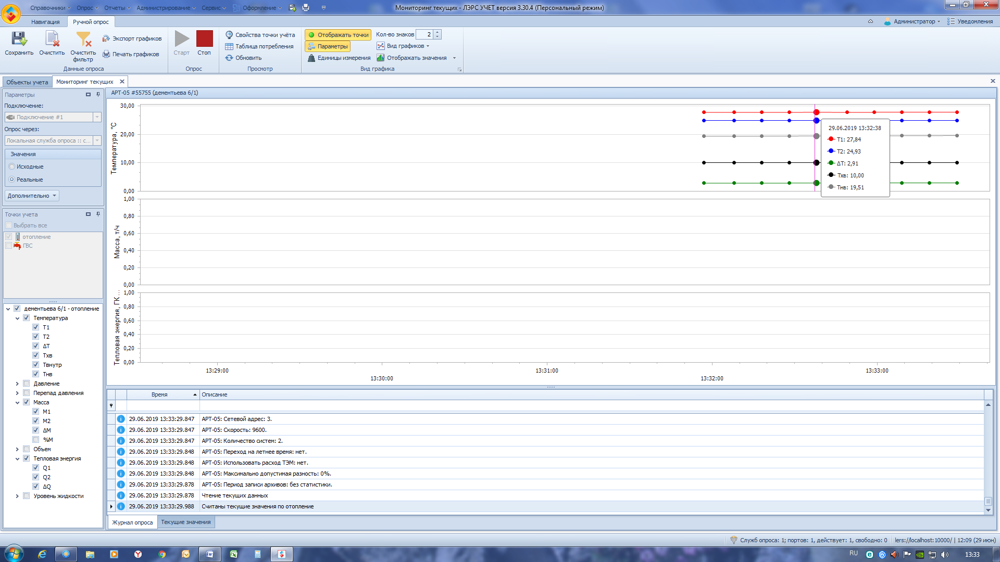 Справочники Опрос Отчеты Администрирование Сервис Оформление
Мониторинг текущих - ЛЭРС УЧЕТ версия 3.30.4 (Персональный режим)
Навигация Ручной опрос
Администратор Уведомления
Сохранить Очистить Очистить фильтр
Экспорт графиков
Печать графиков
Данные опроса
Старт Стоп
Опрос
Свойства точки учёта
Таблица потребления
Обновить
Просмотр
Отображать точки
Параметры
Единицы измерения
Кол-во знаков 2
Вид графиков
Отображать значения
Вид графика
Объекты учета Мониторинг текущих
Параметры
Подключение:
Подключение #1
Опрос через:
Локальная служба опроса :: с...
Значения
Исходные
Реальные
Дополнительно
Точки учета
Выбрать все
отопление
ГВС
дементьева 6/1 - отопление
Температура
Т1
Т2
ΔТ
Тхв
Твнутр
Тнв
Давление
Перепад давления
Масса
М1
М2
ΔМ
%М
Объем
Тепловая энергия
Q1
Q2
ΔQ
Уровень жидкости
АРТ-05 #55755 (дементьева 6/1)
Температура, °C
30,00
20,00
10,00
0,00
29.06.2019 13:32:38
Т1: 27,84
Т2: 24,93
ΔТ: 2,91
Тхв: 10,00
Тнв: 19,51
Масса, т/ч
1,00
0,80
0,60
0,40
0,20
0,00
Тепловая энергия, ГК ...
1,00
0,80
0,60
0,40
0,20
0,00
13:29:00 13:30:00 13:31:00 13:32:00 13:33:00
Время Описание
29.06.2019 13:33:29.847 АРТ-05: Сетевой адрес: 3.
29.06.2019 13:33:29.847 АРТ-05: Скорость: 9600.
29.06.2019 13:33:29.847 АРТ-05: Количество систем: 2.
29.06.2019 13:33:29.848 АРТ-05: Переход на летнее время: нет.
29.06.2019 13:33:29.848 АРТ-05: Использовать расход ТЭМ: нет.
29.06.2019 13:33:29.848 АРТ-05: Максимально допустимая разность: 0%.
29.06.2019 13:33:29.878 АРТ-05: Период записи архивов: без статистики.
29.06.2019 13:33:29.878 Чтение текущих данных
29.06.2019 13:33:29.988 Считаны текущие значения по отопление
Журнал опроса Текущие значения
Служб опроса: 1; портов: 1, действует: 1, свободно: 0 lers://localhost:10000/ | 12:09 (29 июн)
RU 13:33